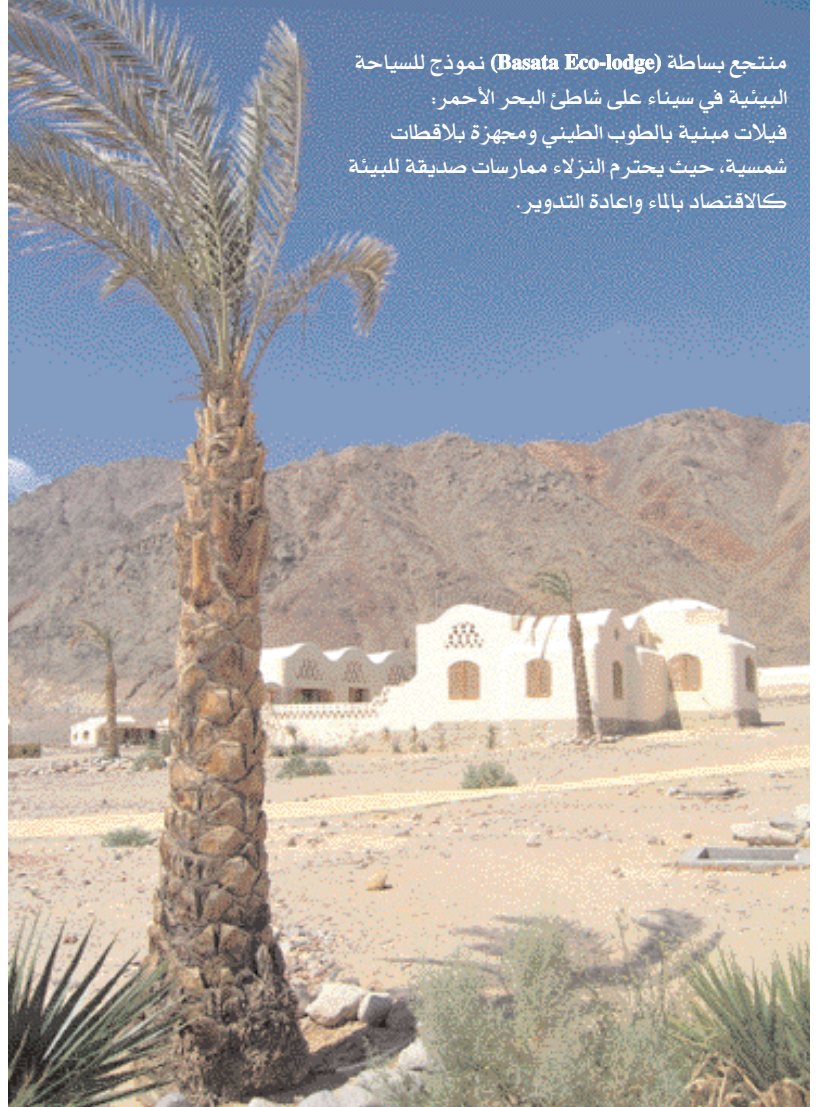 منتجع بساطة (Basata Eco-lodge) نموذج للسياحة
البيئية في سيناء على شاطئ البحر الأحمر:
فيلات مبنية بالطوب الطيني ومجهزة بلاقطات
شمسية، حيث يحترم النزلاء ممارسات صديقة للبيئة
كالاقتصاد بالماء واعادة التدوير.